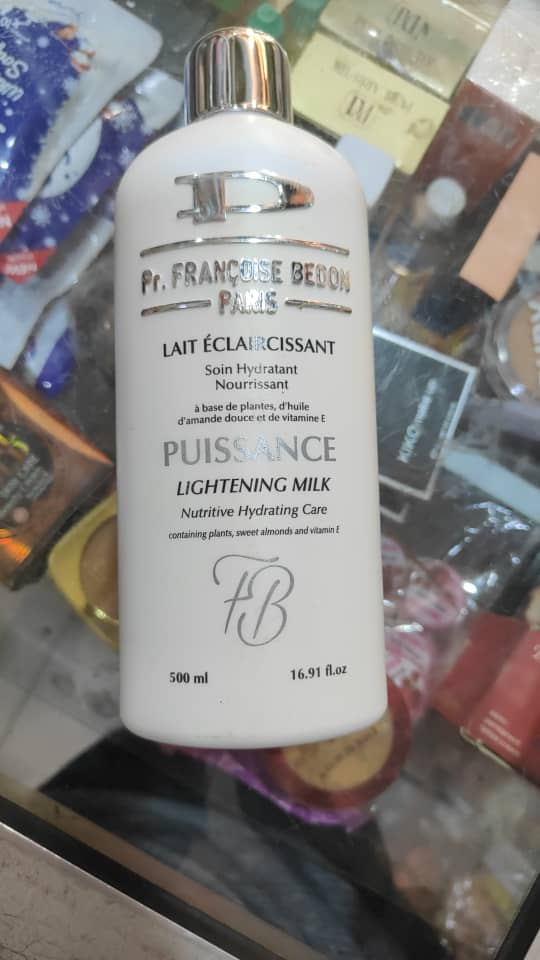 Pr. FRANÇOISE BEDON
PARIS
LAIT ÉCLAIRCISSANT
Soin Hydratant
Nourrissant
à base de plantes, d'huile
d'amande douce et de vitamine E
PUISSANCE
LIGHTENING MILK
Nutritive Hydrating Care
containing plants, sweet almonds and vitamin E
FB
500 ml 16.91 fl.oz
KIKO